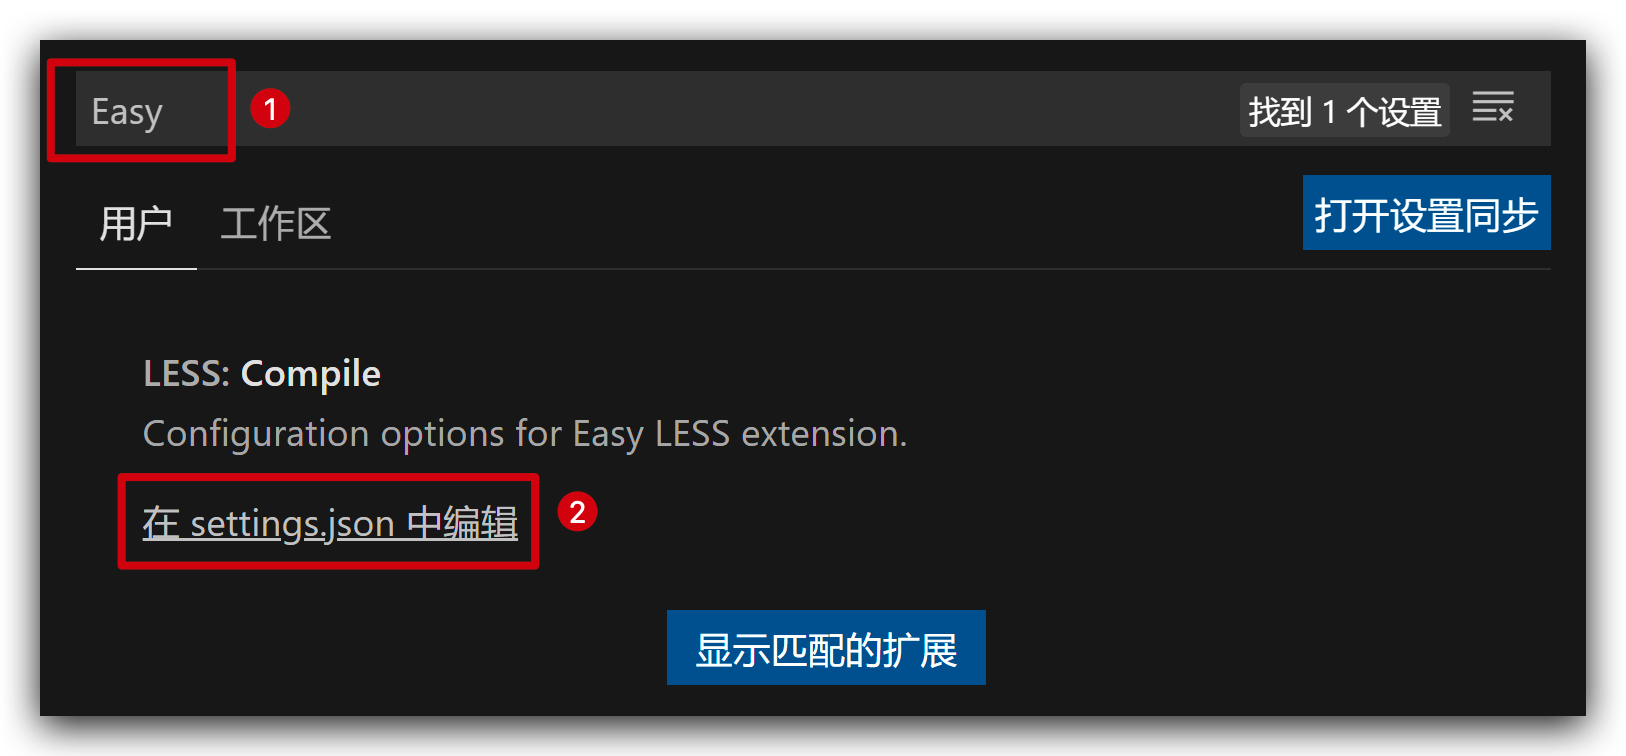 Easy
1
找到 1 个设置
用户
工作区
打开设置同步
LESS: Compile
Configuration options for Easy LESS extension.
在 settings.json 中编辑
2
显示匹配的扩展